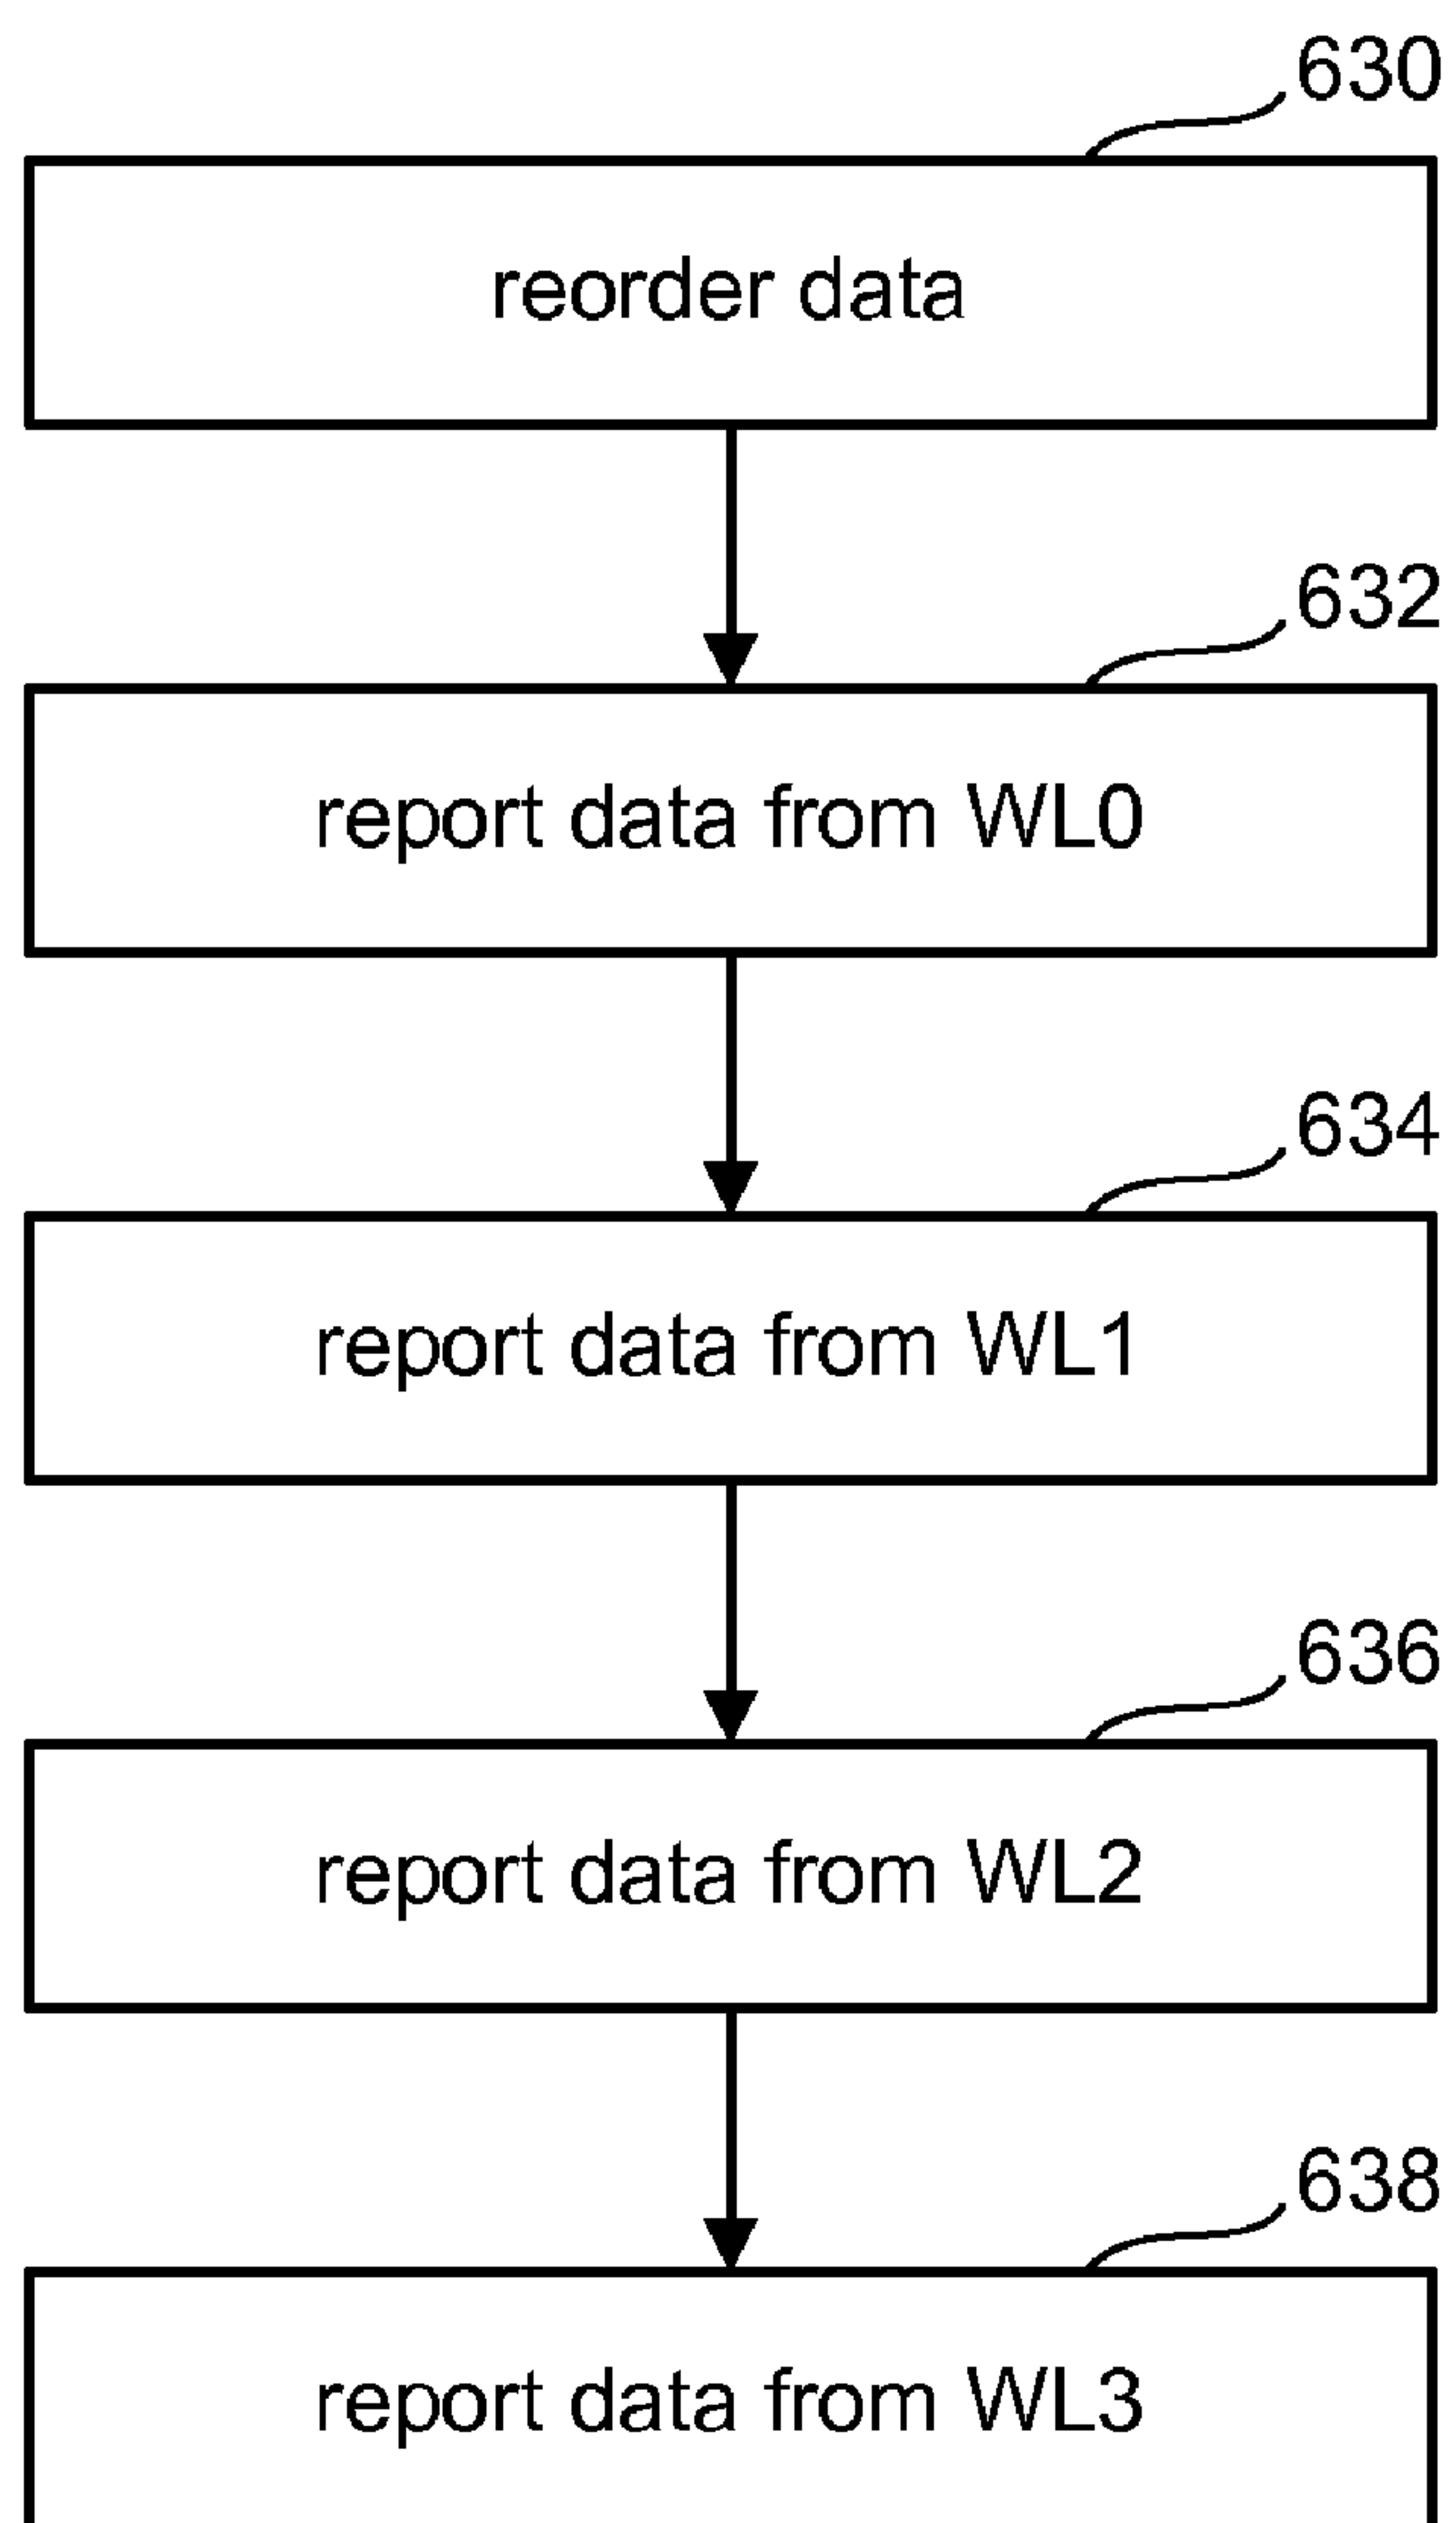 630
reorder data
632
report data from WL0
634
report data from WL1
636
report data from WL2
638
report data from WL3